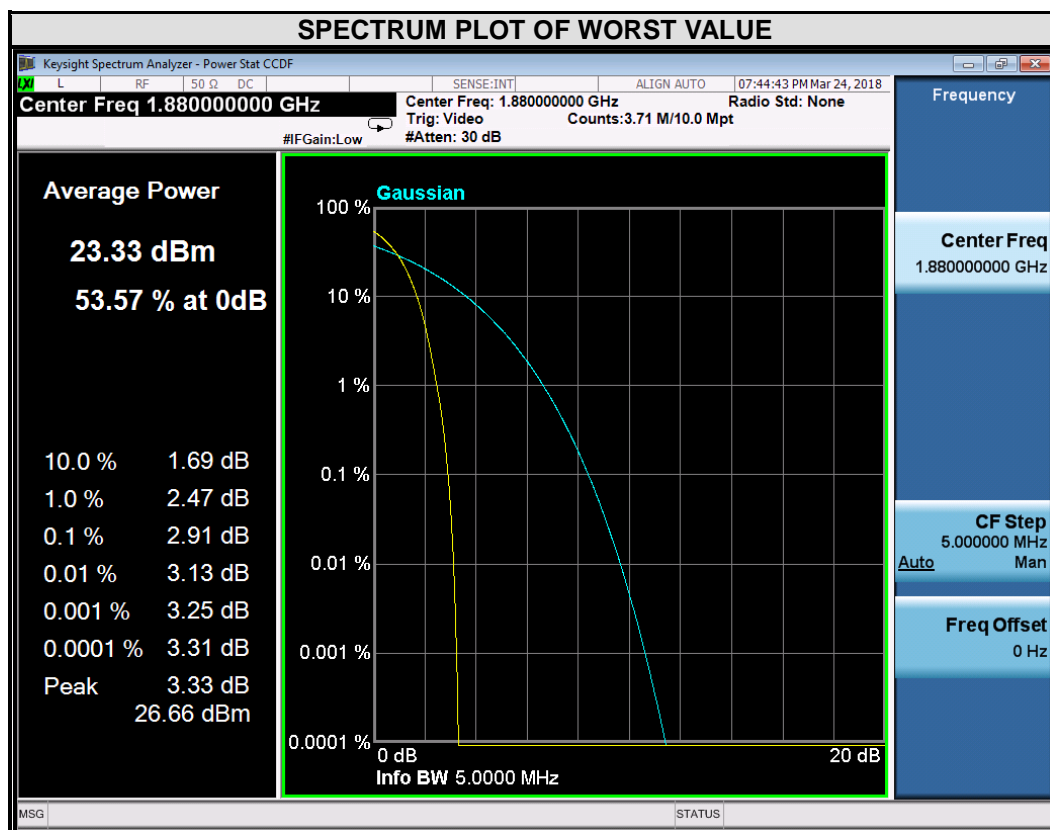 SPECTRUM PLOT OF WORST VALUE
Keysight Spectrum Analyzer - Power Stat CCDF
LXI L RF 50 Ω DC SENSE:INT ALIGN AUTO 07:44:43 PM Mar 24, 2018
Center Freq 1.880000000 GHz
#IFGain:Low
Center Freq: 1.880000000 GHz Radio Std: None
Trig: Video Counts:3.71 M/10.0 Mpt
#Atten: 30 dB
Average Power
23.33 dBm
53.57 % at 0dB
10.0 % 1.69 dB
1.0 % 2.47 dB
0.1 % 2.91 dB
0.01 % 3.13 dB
0.001 % 3.25 dB
0.0001 % 3.31 dB
Peak 3.33 dB
26.66 dBm
Gaussian
100 %
10 %
1 %
0.1 %
0.01 %
0.001 %
0.0001 %
0 dB 20 dB
Info BW 5.0000 MHz
Frequency
Center Freq
1.880000000 GHz
CF Step
5.000000 MHz
Auto Man
Freq Offset
0 Hz
MSG STATUS